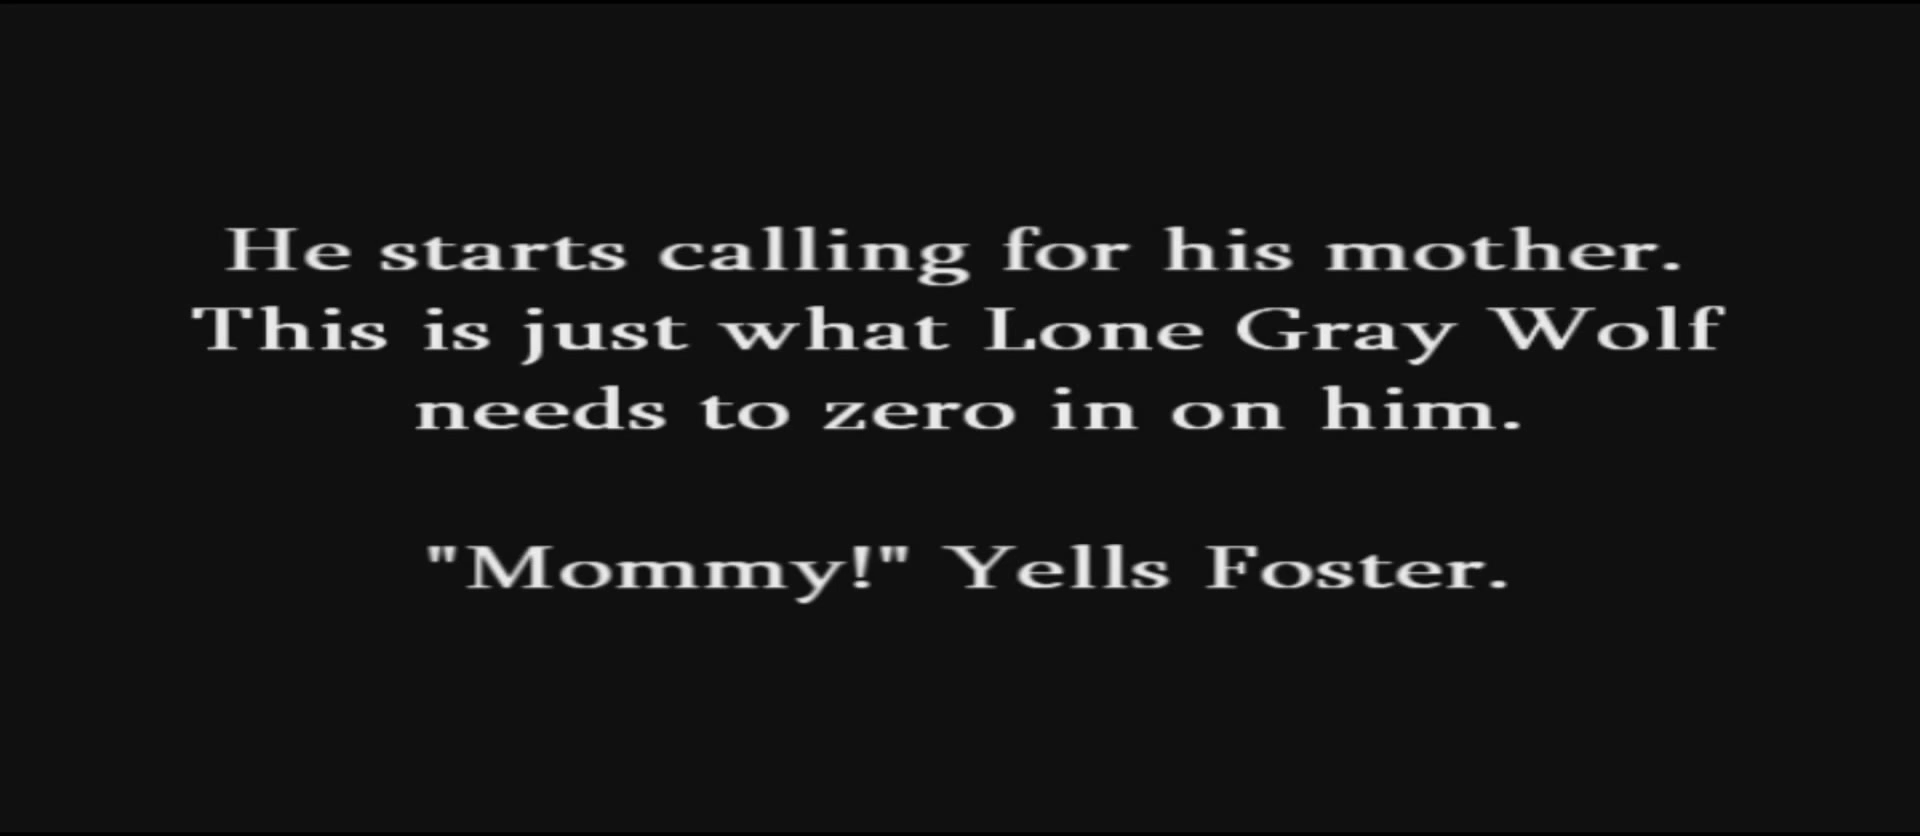 He starts calling for his mother.
This is just what Lone Gray Wolf
needs to zero in on him.
"Mommy!" Yells Foster.